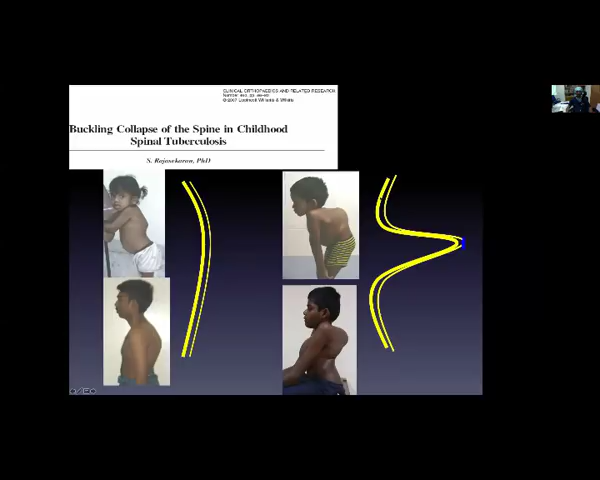 CLINICAL ORTHOPAEDICS AND RELATED RESEARCH
© 2007 Lippincott Williams & Wilkins
Buckling Collapse of the Spine in Childhood
Spinal Tuberculosis
S. Rajasekaran, PhD